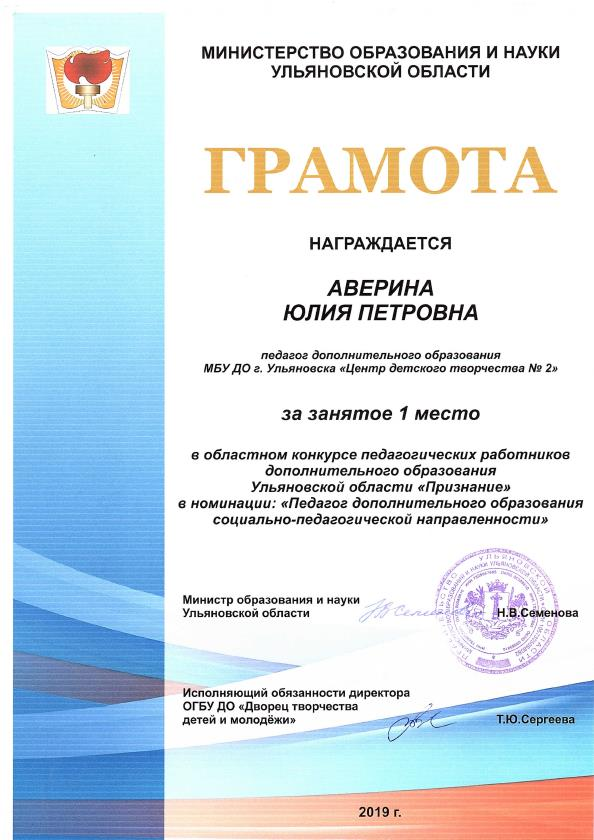 МИНИСТЕРСТВО ОБРАЗОВАНИЯ И НАУКИ
УЛЬЯНОВСКОЙ ОБЛАСТИ
ГРАМОТА
НАГРАЖДАЕТСЯ
АВЕРИНА
ЮЛИЯ ПЕТРОВНА
педагог дополнительного образования
МБУ ДО г. Ульяновска «Центр детского творчества № 2»
за занятое 1 место
в областном конкурсе педагогических работников
дополнительного образования
Ульяновской области «Признание»
в номинации: «Педагог дополнительного образования
социально-педагогической направленности»
Министр образования и науки
Ульяновской области
Н.В.Семенова
Исполняющий обязанности директора
ОГБУ ДО «Дворец творчества
детей и молодёжи»
Т.Ю.Сергеева
2019 г.